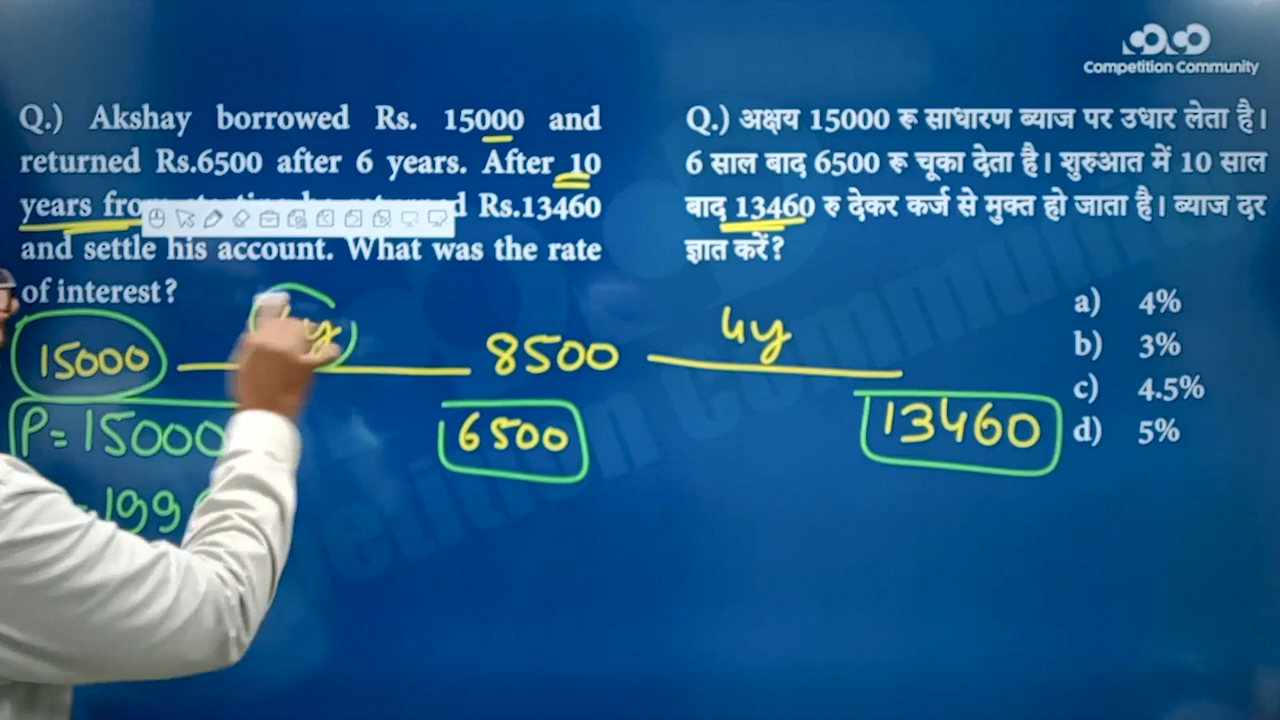 Competition Community
Q.) Akshay borrowed Rs. 15000 and
returned Rs.6500 after 6 years. After 10
years fro d Rs.13460
and settle his account. What was the rate
of interest?
Q.) अक्षय 15000 रू साधारण ब्याज पर उधार लेता है।
6 साल बाद 6500 रू चूका देता है। शुरुआत में 10 साल
बाद 13460 रु देकर कर्ज से मुक्त हो जाता है। ब्याज दर
ज्ञात करें?
a) 4%
b) 3%
c) 4.5%
d) 5%
15000 y 8500 4y
P=15000 6500 13460
199